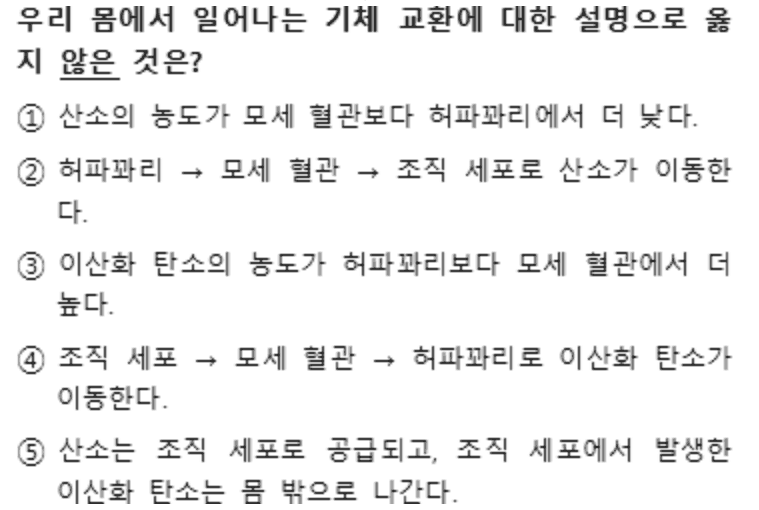 우리 몸에서 일어나는 기체 교환에 대한 설명으로 옳
지 않은 것은?
① 산소의 농도가 모세 혈관보다 허파꽈리에서 더 낮다.
② 허파꽈리 → 모세 혈관 → 조직 세포로 산소가 이동한
다.
③ 이산화 탄소의 농도가 허파꽈리보다 모세 혈관에서 더
높다.
④ 조직 세포 → 모세 혈관 → 허파꽈리로 이산화 탄소가
이동한다.
⑤ 산소는 조직 세포로 공급되고, 조직 세포에서 발생한
이산화 탄소는 몸 밖으로 나간다.